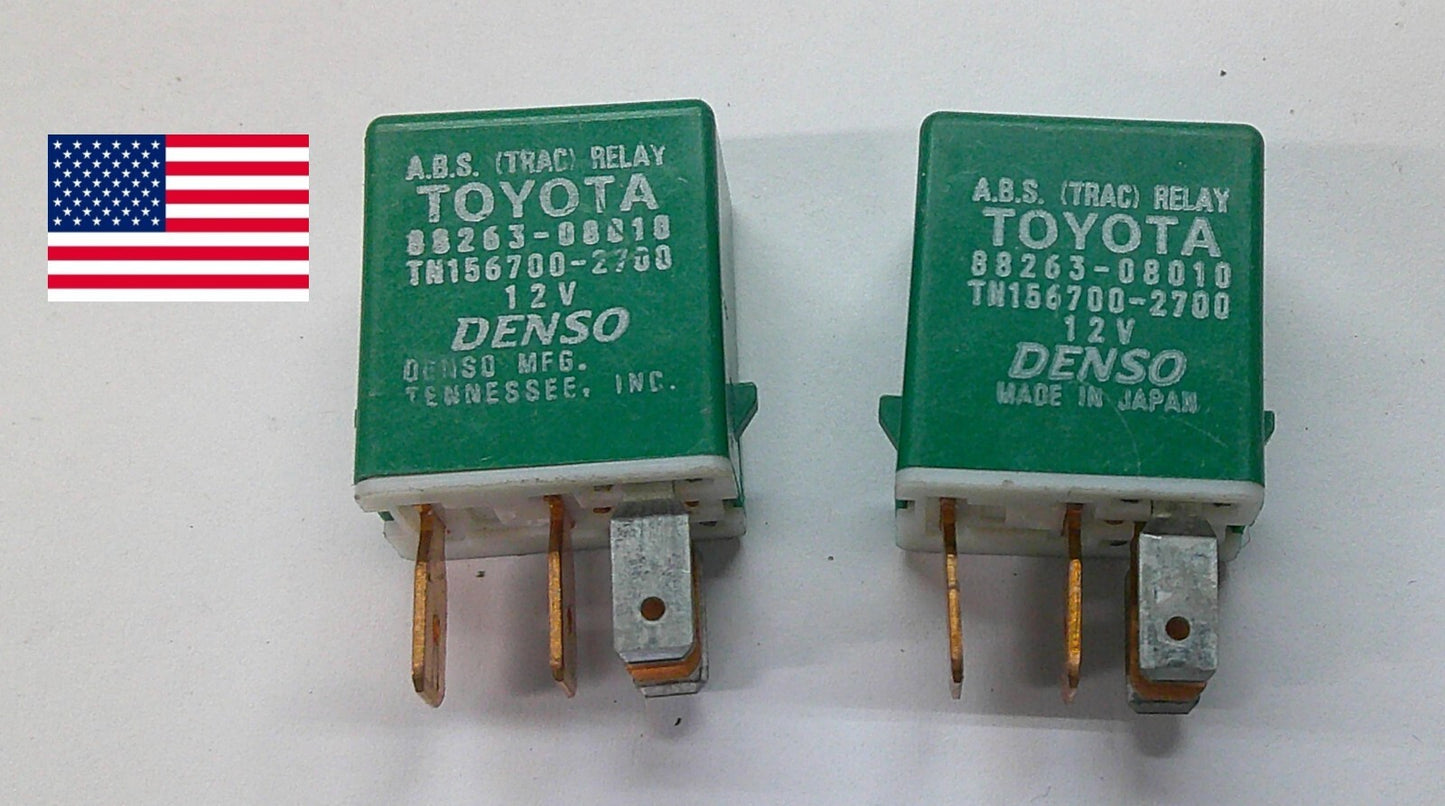 A.B.S. (TRAC) RELAY
TOYOTA
88263-08010
TN156700-2700
12V
DENSO
DENSO MFG.
TENNESSEE, INC.
A.B.S. (TRAC) RELAY
TOYOTA
88263-08010
TN156700-2700
12V
DENSO
MADE IN JAPAN